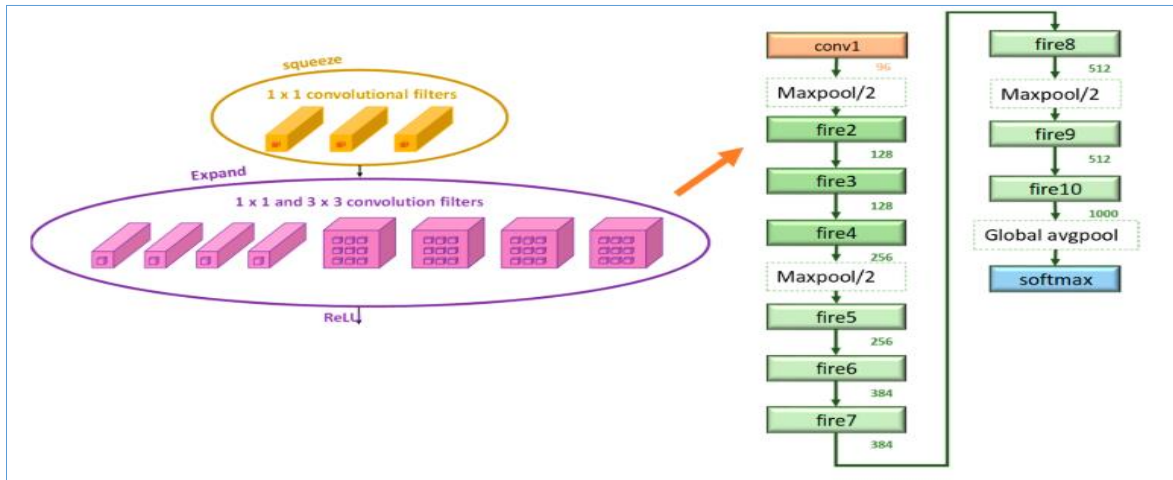 squeeze
1 x 1 convolutional filters
Expand
1 x 1 and 3 x 3 convolution filters
ReLU
conv1
96
Maxpool/2
fire2
128
fire3
128
fire4
256
Maxpool/2
fire5
256
fire6
384
fire7
384
fire8
512
Maxpool/2
fire9
512
fire10
1000
Global avgpool
softmax